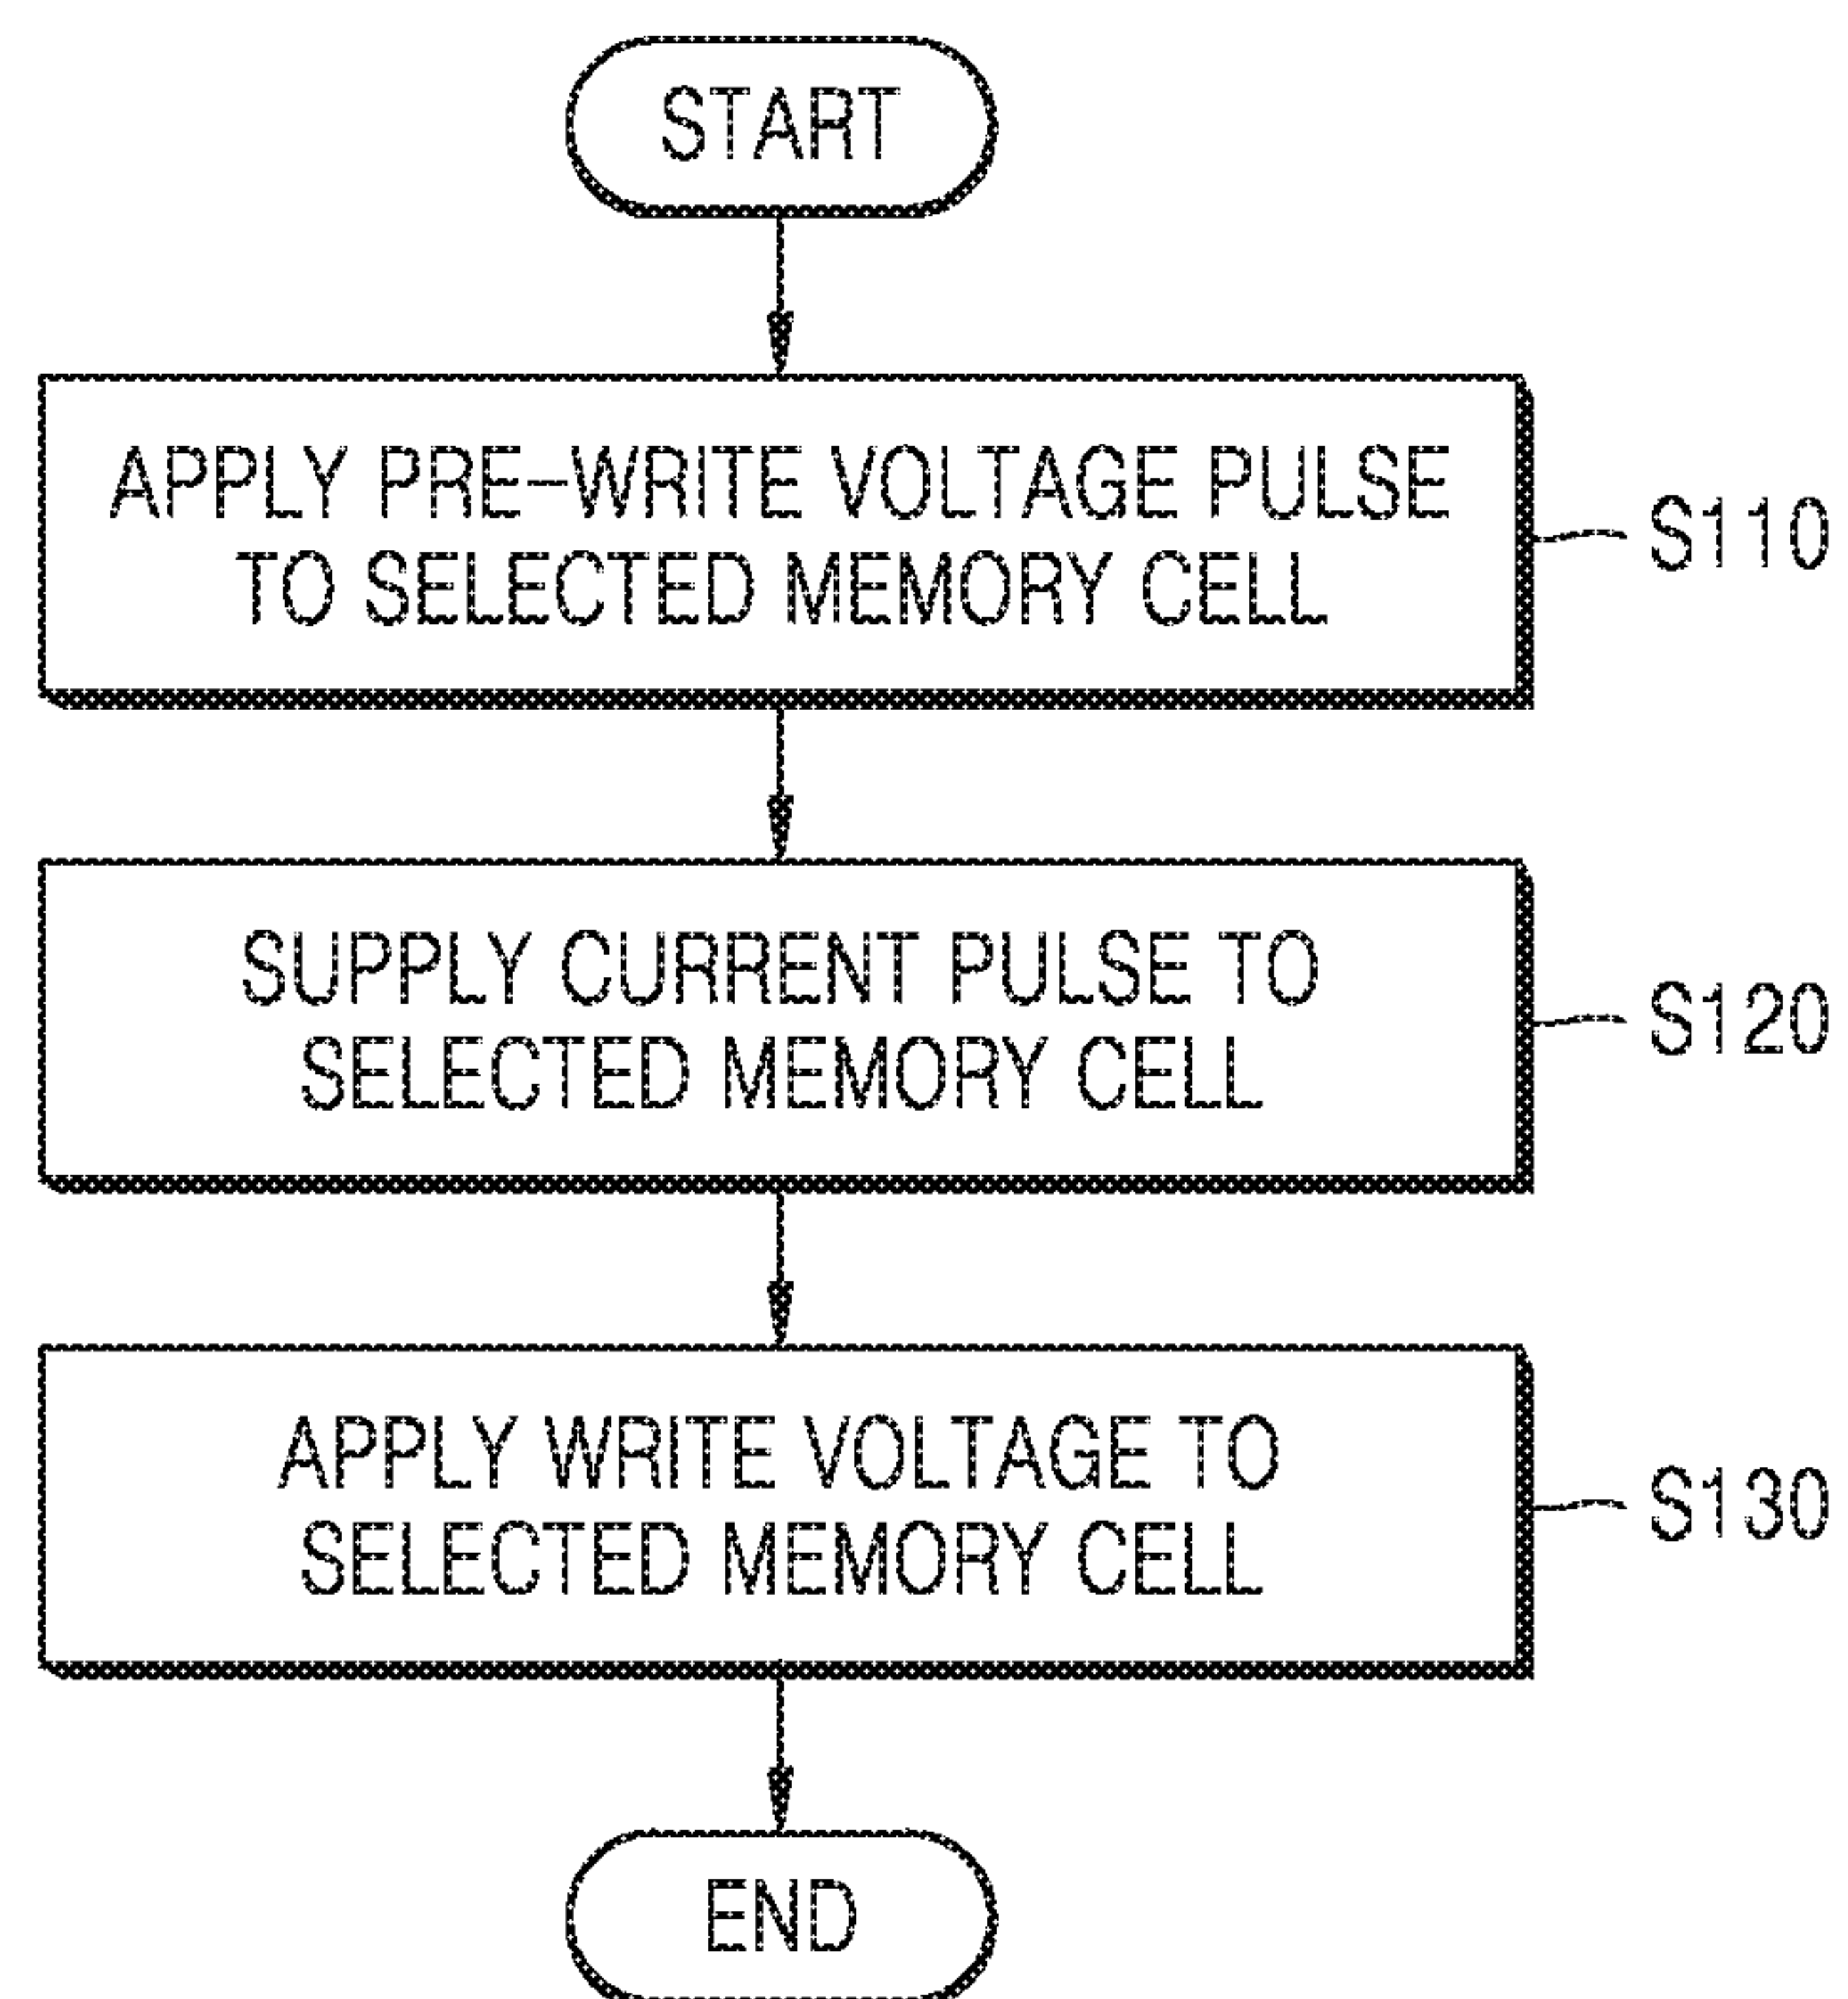 START
APPLY PRE-WRITE VOLTAGE PULSE
TO SELECTED MEMORY CELL
S110
SUPPLY CURRENT PULSE TO
SELECTED MEMORY CELL
S120
APPLY WRITE VOLTAGE TO
SELECTED MEMORY CELL
S130
END